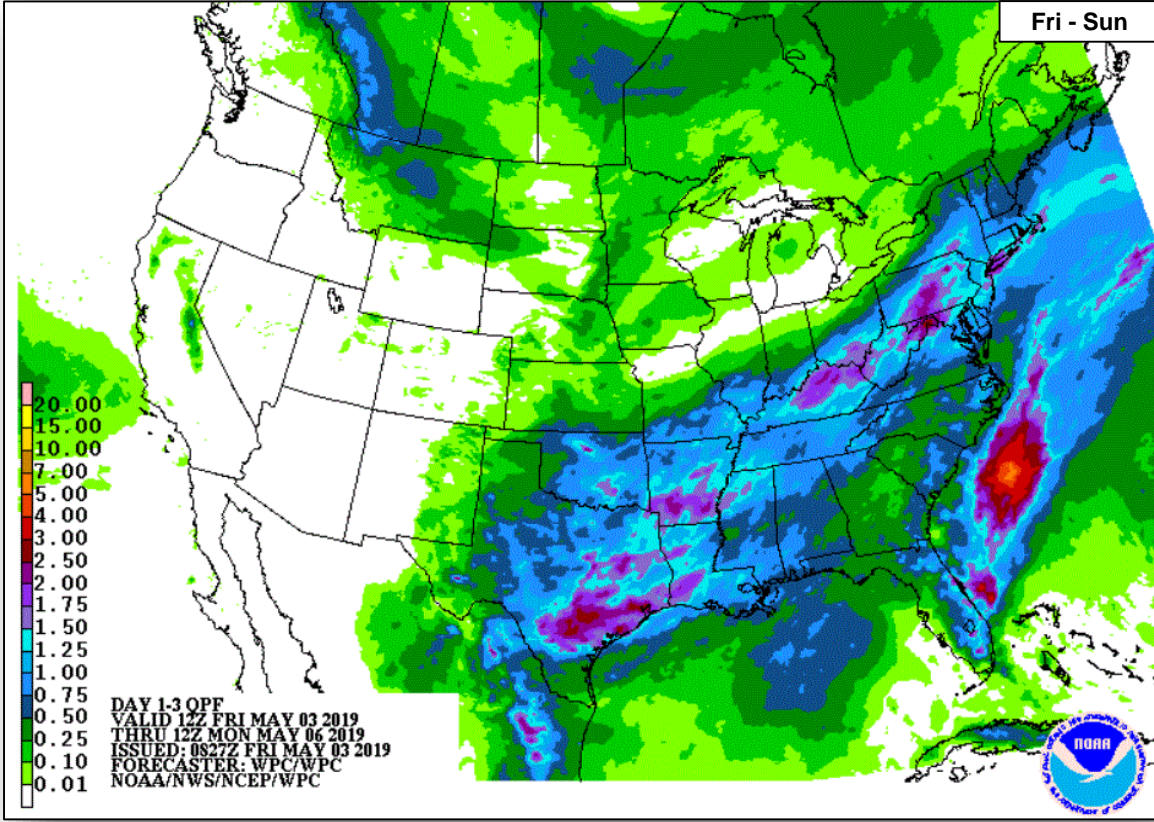 Fri - Sun
20.00
15.00
10.00
7.00
5.00
4.00
3.00
2.50
2.00
1.75
1.50
1.25
1.00
0.75
0.50
0.25
0.10
0.01
DAY 1-3 QPF
VALID 12Z FRI MAY 03 2019
THRU 12Z MON MAY 06 2019
ISSUED: 0827Z FRI MAY 03 2019
FORECASTER: WPC/WPC
NOAA/NWS/NCEP/WPC
NOAA